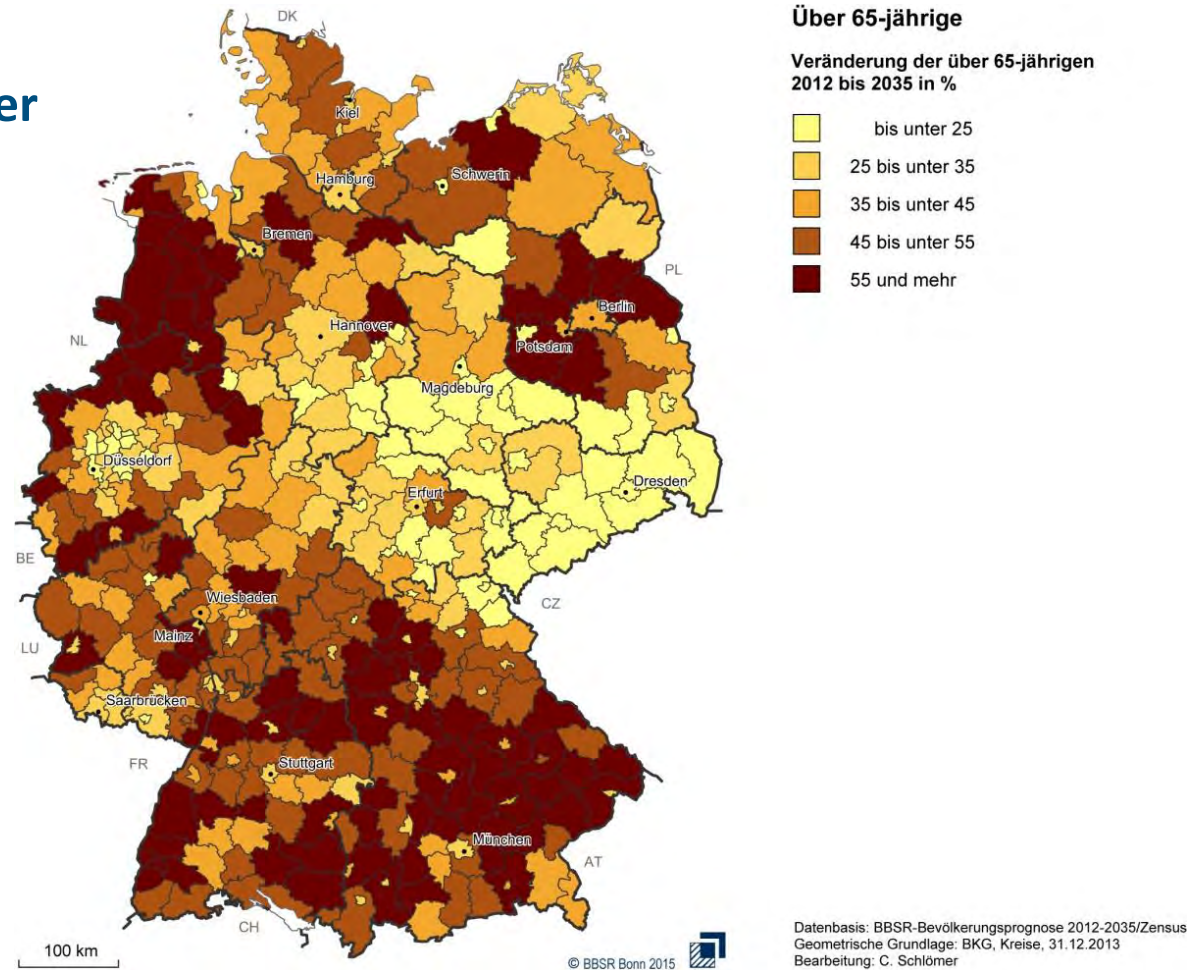 er
Über 65-jährige
Veränderung der über 65-jährigen
2012 bis 2035 in %
bis unter 25
25 bis unter 35
35 bis unter 45
45 bis unter 55
55 und mehr
DK
Kiel
Hamburg
Schwerin
Bremen
PL
Berlin
NL
Hannover
Potsdam
Magdeburg
Düsseldorf
Dresden
Erfurt
BE
CZ
Wiesbaden
LU
Mainz
Saarbrücken
FR
Stuttgart
München
AT
CH
100 km
© BBSR Bonn 2015
Datenbasis: BBSR-Bevölkerungsprognose 2012-2035/Zensus
Geometrische Grundlage: BKG, Kreise, 31.12.2013
Bearbeitung: C. Schlömer